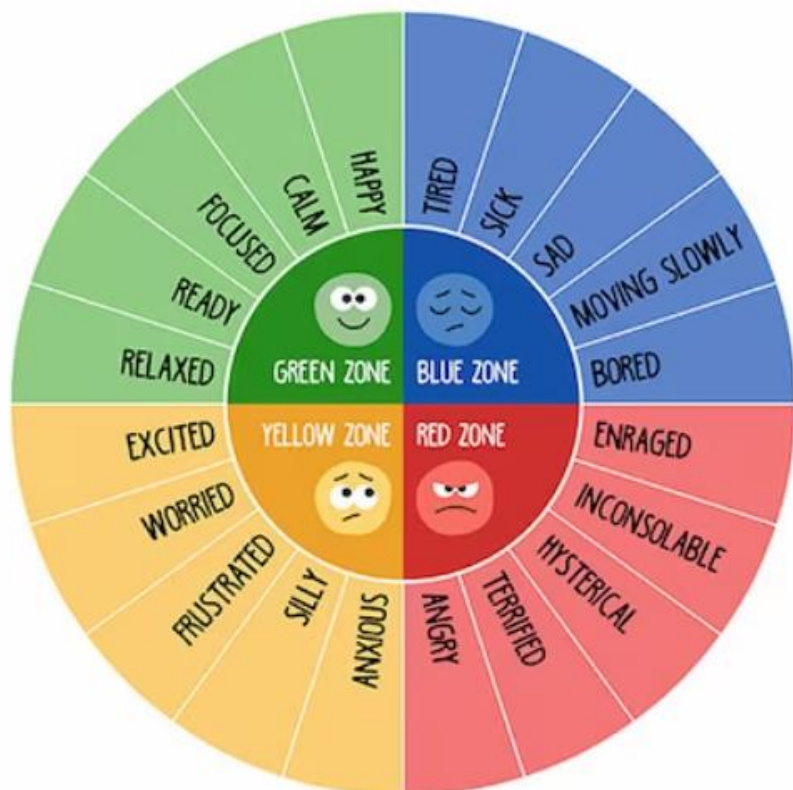 HAPPY
CALM
FOCUSED
READY
RELAXED
TIRED
SICK
SAD
MOVING SLOWLY
BORED
GREEN ZONE
BLUE ZONE
YELLOW ZONE
RED ZONE
EXCITED
WORRIED
FRUSTRATED
SILLY
ANXIOUS
ENRAGED
INCONSOLABLE
HYSTERICAL
TERRIFIED
ANGRY